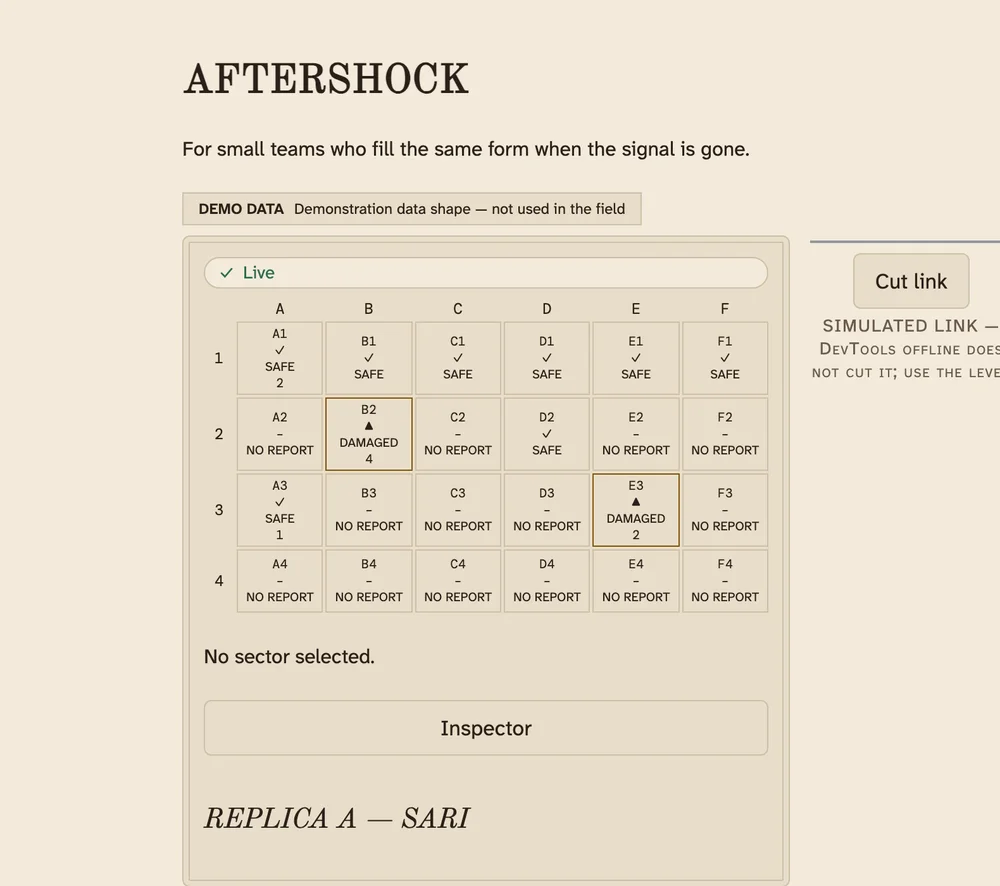 AFTERSHOCK
For small teams who fill the same form when the signal is gone.
DEMO DATA Demonstration data shape — not used in the field
✓ Live
A B C D E F
1
A1
✓
SAFE
2
B1
✓
SAFE
C1
✓
SAFE
D1
✓
SAFE
E1
✓
SAFE
F1
✓
SAFE
2
A2
–
NO REPORT
B2
▲
DAMAGED
4
C2
–
NO REPORT
D2
✓
SAFE
E2
–
NO REPORT
F2
–
NO REPORT
3
A3
✓
SAFE
1
B3
–
NO REPORT
C3
–
NO REPORT
D3
–
NO REPORT
E3
▲
DAMAGED
2
F3
–
NO REPORT
4
A4
–
NO REPORT
B4
–
NO REPORT
C4
–
NO REPORT
D4
–
NO REPORT
E4
–
NO REPORT
F4
–
NO REPORT
No sector selected.
Inspector
REPLICA A — SARI
Cut link
SIMULATED LINK —
DEVTOOLS OFFLINE DOES
NOT CUT IT; USE THE